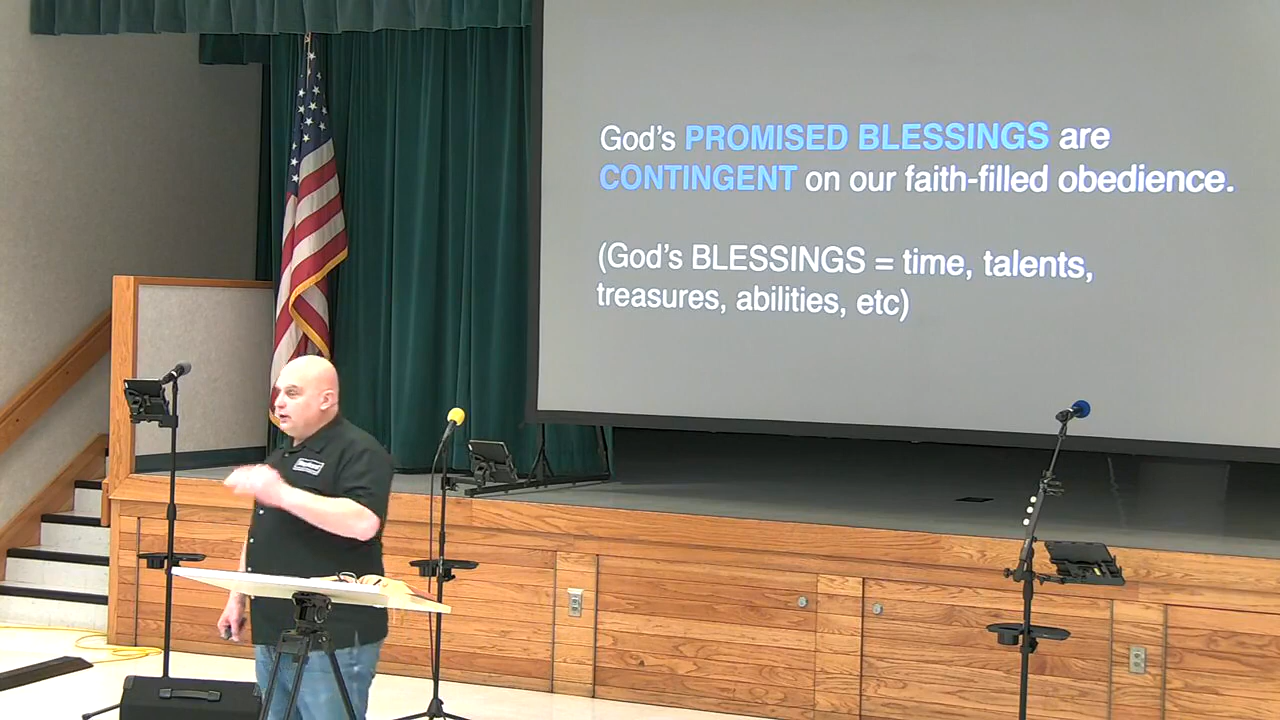 God's PROMISED BLESSINGS are
CONTINGENT on our faith-filled obedience.
(God's BLESSINGS = time, talents,
treasures, abilities, etc)